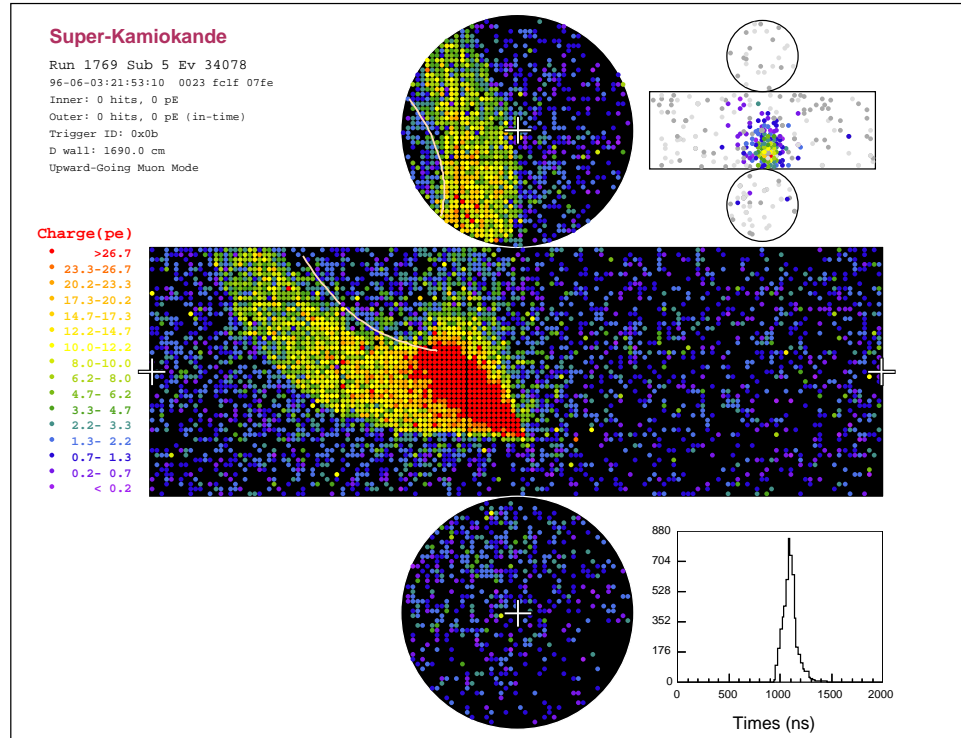 Super-Kamiokande
Run 1769 Sub 5 Ev 34078
96-06-03:21:53:10 0023 fc1f 07fe
Inner: 0 hits, 0 pE
Outer: 0 hits, 0 pE (in-time)
Trigger ID: 0x0b
D wall: 1690.0 cm
Upward-Going Muon Mode
Charge(pe)
>26.7
23.3-26.7
20.2-23.3
17.3-20.2
14.7-17.3
12.2-14.7
10.0-12.2
8.0-10.0
6.2- 8.0
4.7- 6.2
3.3- 4.7
2.2- 3.3
1.3- 2.2
0.7- 1.3
0.2- 0.7
< 0.2
880
704
528
352
176
0
0 500 1000 1500 2000
Times (ns)